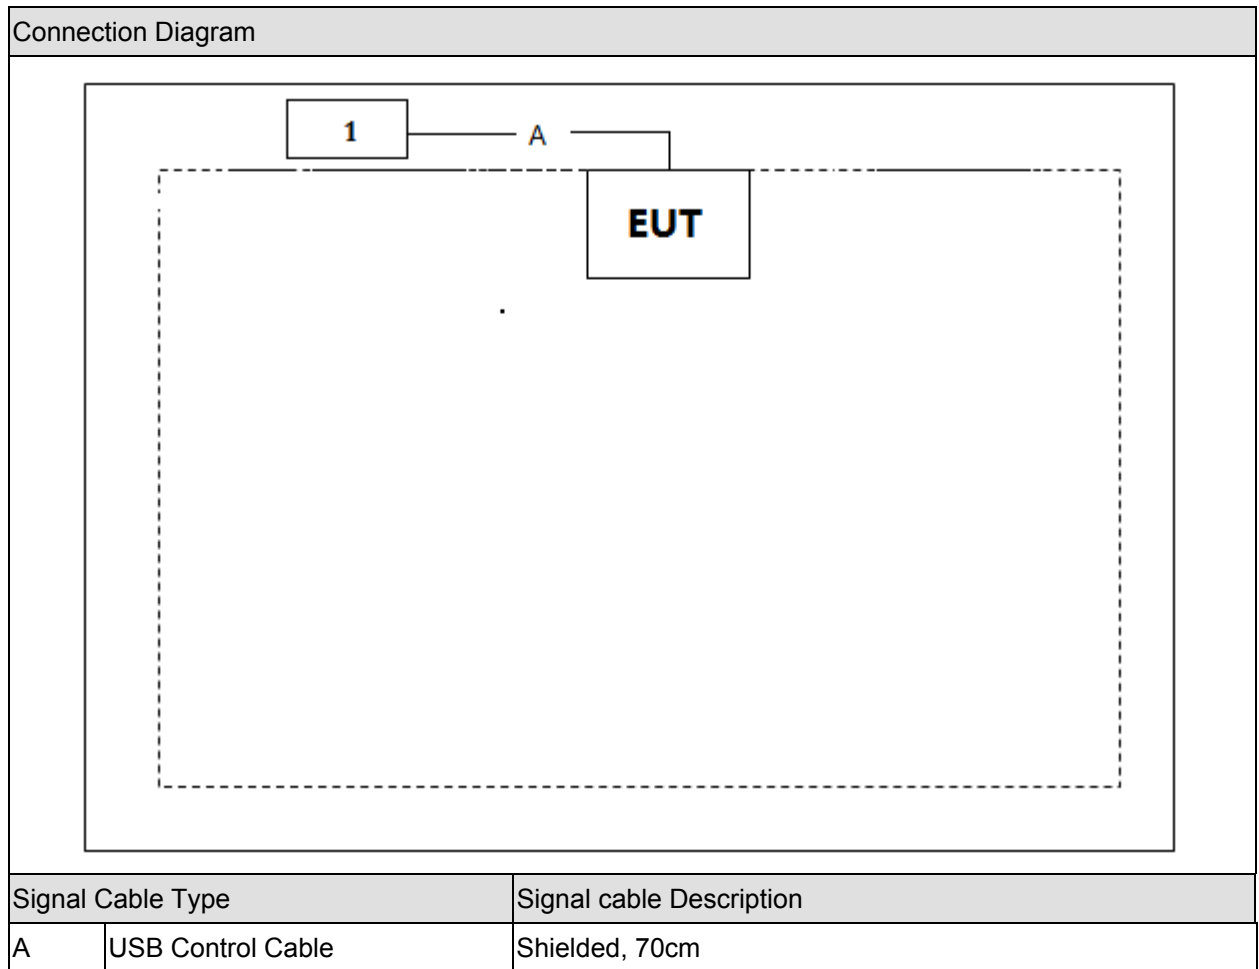 Connection Diagram
1
A
EUT
Signal Cable Type Signal cable Description
A USB Control Cable Shielded, 70cm